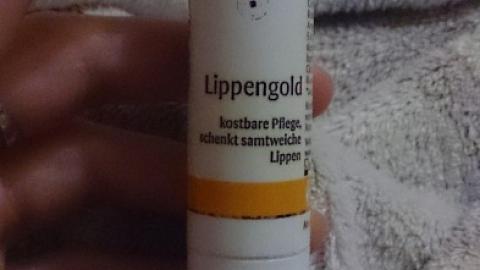 Lippengold
kostbare Pflege,
schenkt samtweiche
Lippen